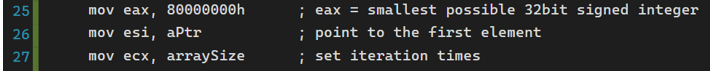 25 mov eax, 80000000h ; eax = smallest possible 32bit signed integer
26 mov esi, aPtr ; point to the first element
27 mov ecx, arraySize ; set iteration times